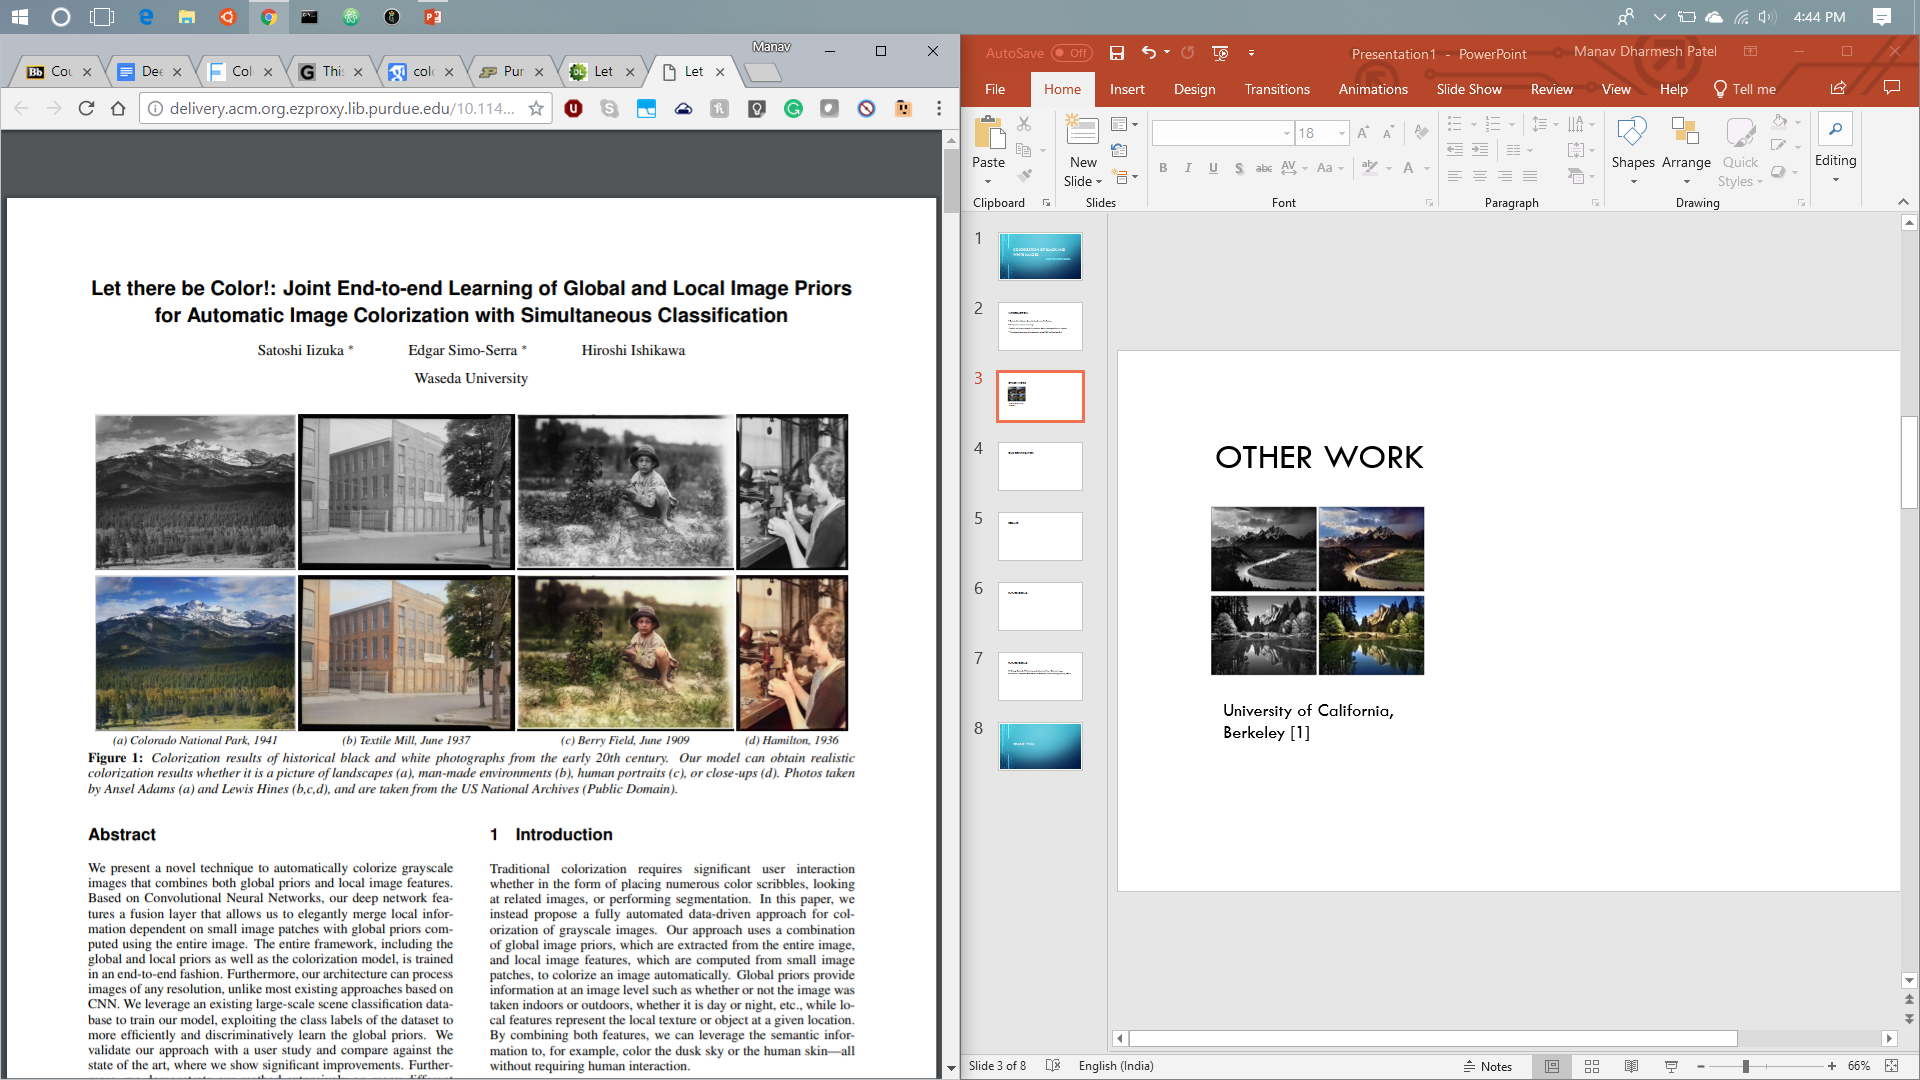 4:44 PM
Manav
Cou
Dee
Colo
This
colo
Pur
Let
Let
delivery.acm.org.ezproxy.lib.purdue.edu/10.114...
Let there be Color!: Joint End-to-end Learning of Global and Local Image Priors
for Automatic Image Colorization with Simultaneous Classification
Satoshi Iizuka * Edgar Simo-Serra * Hiroshi Ishikawa
Waseda University
(a) Colorado National Park, 1941 (b) Textile Mill, June 1937 (c) Berry Field, June 1909 (d) Hamilton, 1936
Figure 1: Colorization results of historical black and white photographs from the early 20th century. Our model can obtain realistic
colorization results whether it is a picture of landscapes (a), man-made environments (b), human portraits (c), or close-ups (d). Photos taken
by Ansel Adams (a) and Lewis Hines (b,c,d), and are taken from the US National Archives (Public Domain).
Abstract
We present a novel technique to automatically colorize grayscale
images that combines both global priors and local image features.
Based on Convolutional Neural Networks, our deep network fea-
tures a fusion layer that allows us to elegantly merge local infor-
mation dependent on small image patches with global priors com-
puted using the entire image. The entire framework, including the
global and local priors as well as the colorization model, is trained
in an end-to-end fashion. Furthermore, our architecture can process
images of any resolution, unlike most existing approaches based on
CNN. We leverage an existing large-scale scene classification data-
base to train our model, exploiting the class labels of the dataset to
more efficiently and discriminatively learn the global priors. We
validate our approach with a user study and compare against the
state of the art, where we show significant improvements. Further-
1 Introduction
Traditional colorization requires significant user interaction
whether in the form of placing numerous color scribbles, looking
at related images, or performing segmentation. In this paper, we
instead propose a fully automated data-driven approach for col-
orization of grayscale images. Our approach uses a combination
of global image priors, which are extracted from the entire image,
and local image features, which are computed from small image
patches, to colorize an image automatically. Global priors provide
information at an image level such as whether or not the image was
taken indoors or outdoors, whether it is day or night, etc., while lo-
cal features represent the local texture or object at a given location.
By combining both features, we can leverage the semantic infor-
mation to, for example, color the dusk sky or the human skin—all
without requiring human interaction.
AutoSave Off Presentation1 - PowerPoint Manav Dharmesh Patel
File Home Insert Design Transitions Animations Slide Show Review View Help Tell me
Paste
New
Slide
18
Shapes
Arrange
Quick
Styles
Editing
Clipboard Slides Font Paragraph Drawing
1
2
3
4
5
6
7
8
OTHER WORK
University of California,
Berkeley [1]
Slide 3 of 8 English (India) Notes 66%